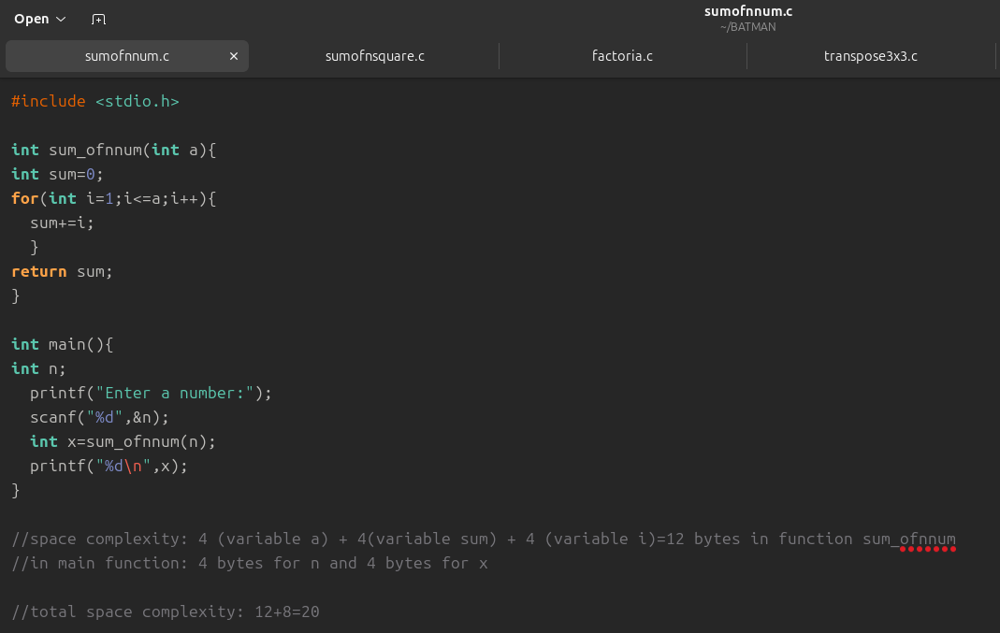 Open
sumofnnum.c
~/BATMAN
sumofnnum.c × sumofnsquare.c factoria.c transpose3x3.c
#include <stdio.h>
int sum_ofnnum(int a){
int sum=0;
for(int i=1;i<=a;i++){
  sum+=i;
  }
return sum;
}
int main(){
int n;
  printf("Enter a number:");
  scanf("%d",&n);
  int x=sum_ofnnum(n);
  printf("%d\n",x);
}
//space complexity: 4 (variable a) + 4(variable sum) + 4 (variable i)=12 bytes in function sum_ofnnum
//in main function: 4 bytes for n and 4 bytes for x
//total space complexity: 12+8=20